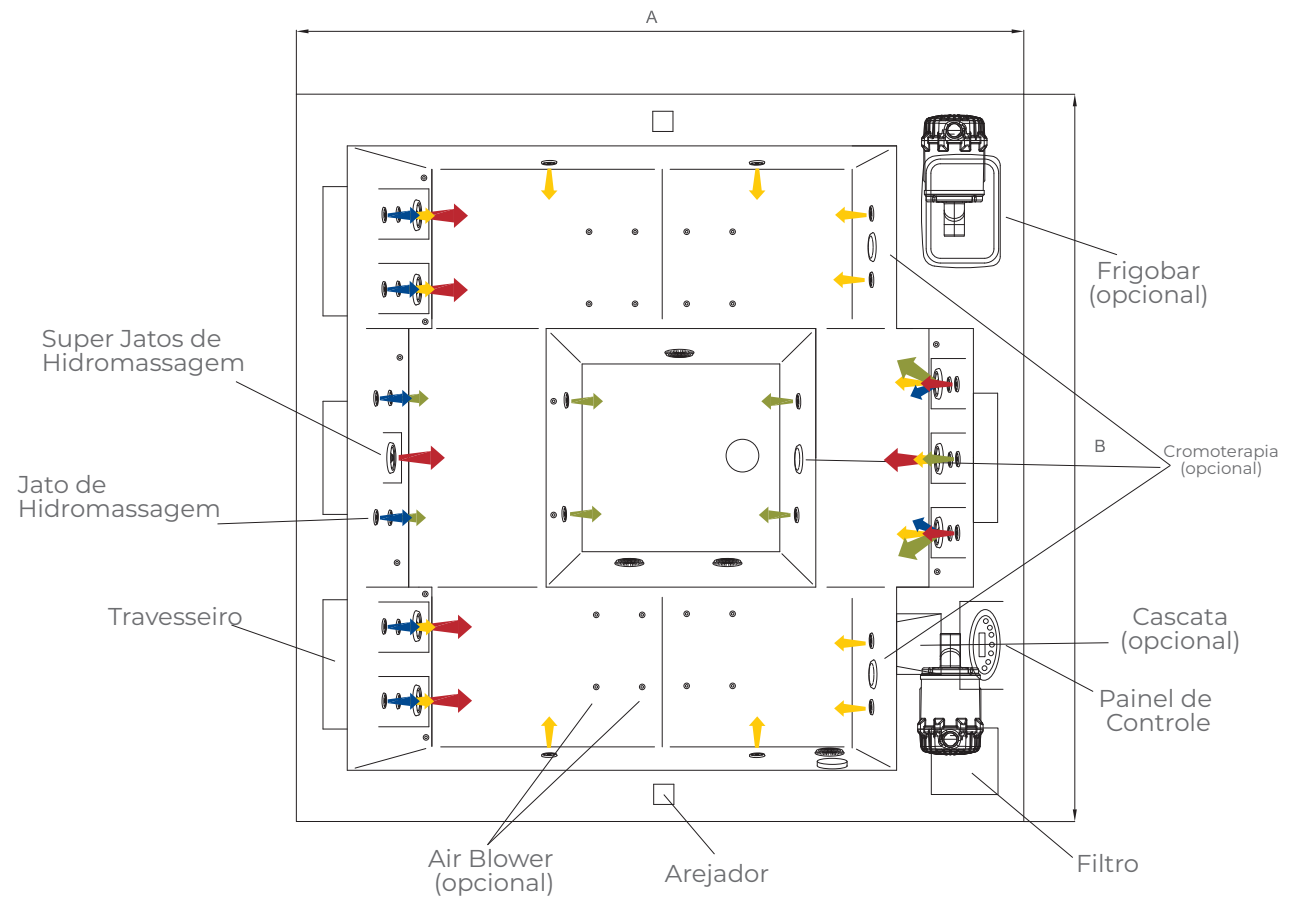 A
Frigobar
(opcional)
Super Jatos de
Hidromassagem
B
Cromoterapia
(opcional)
Jato de
Hidromassagem
Travesseiro
Cascata
(opcional)
Painel de
Controle
Air Blower
(opcional)
Arejador
Filtro